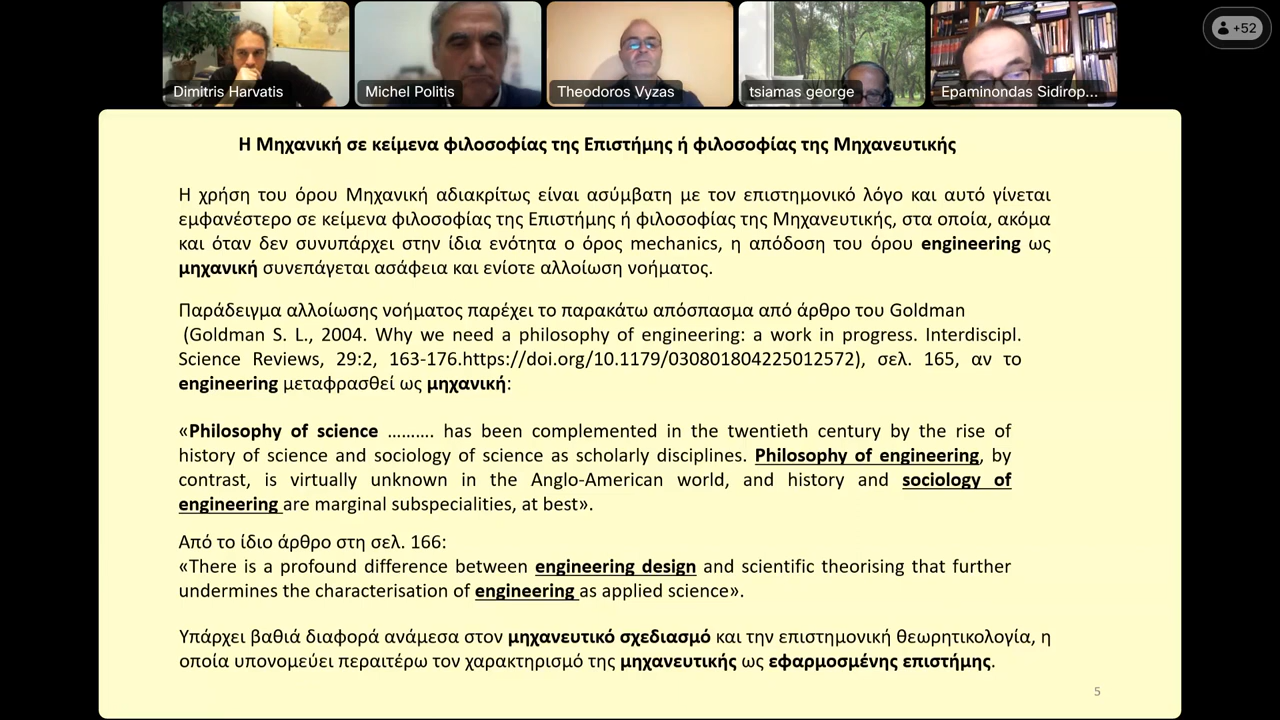 +52
Dimitris Harvatis
Michel Politis
Theodoros Vyzas
tsiamas george
Epaminondas Sidirop...
Η Μηχανική σε κείμενα φιλοσοφίας της Επιστήμης ή φιλοσοφίας της Μηχανευτικής
Η χρήση του όρου Μηχανική αδιακρίτως είναι ασύμβατη με τον επιστημονικό λόγο και αυτό γίνεται
εμφανέστερο σε κείμενα φιλοσοφίας της Επιστήμης ή φιλοσοφίας της Μηχανευτικής, στα οποία, ακόμα
και όταν δεν συνυπάρχει στην ίδια ενότητα ο όρος mechanics, η απόδοση του όρου engineering ως
μηχανική συνεπάγεται ασάφεια και ενίοτε αλλοίωση νοήματος.
Παράδειγμα αλλοίωσης νοήματος παρέχει το παρακάτω απόσπασμα από άρθρο του Goldman
(Goldman S. L., 2004. Why we need a philosophy of engineering: a work in progress. Interdiscipl.
Science Reviews, 29:2, 163-176.https://doi.org/10.1179/030801804225012572), σελ. 165, αν το
engineering μεταφρασθεί ως μηχανική:
«Philosophy of science .......... has been complemented in the twentieth century by the rise of
history of science and sociology of science as scholarly disciplines. Philosophy of engineering, by
contrast, is virtually unknown in the Anglo-American world, and history and sociology of
engineering are marginal subspecialities, at best».
Από το ίδιο άρθρο στη σελ. 166:
«There is a profound difference between engineering design and scientific theorising that further
undermines the characterisation of engineering as applied science».
Υπάρχει βαθιά διαφορά ανάμεσα στον μηχανευτικό σχεδιασμό και την επιστημονική θεωρητικολογία, η
οποία υπονομεύει περαιτέρω τον χαρακτηρισμό της μηχανευτικής ως εφαρμοσμένης επιστήμης.
5